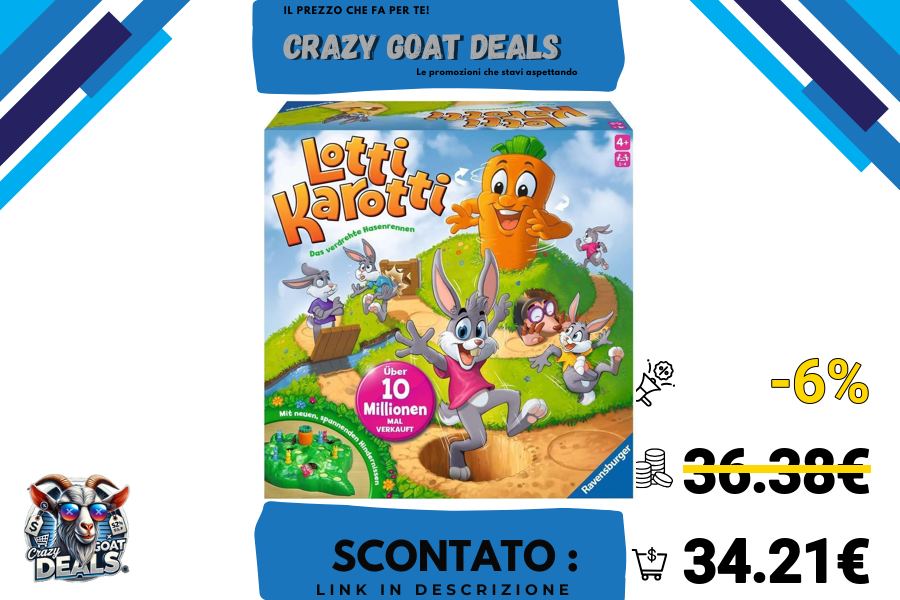 IL PREZZO CHE FA PER TE!
CRAZY GOAT DEALS
Le promozioni che stavi aspettando
Lotti
Karotti
4+
Lotti
Karotti
Das verdrehte Hasenrennen
Über
10
Millionen
MAL
VERKAUFT
Mit neuen, spannenden Hindernissen
Ravensburger
-6%
36.38€
34.21€
$
Crazy
GOAT
DEALS
SCONTATO :
LINK IN DESCRIZIONE